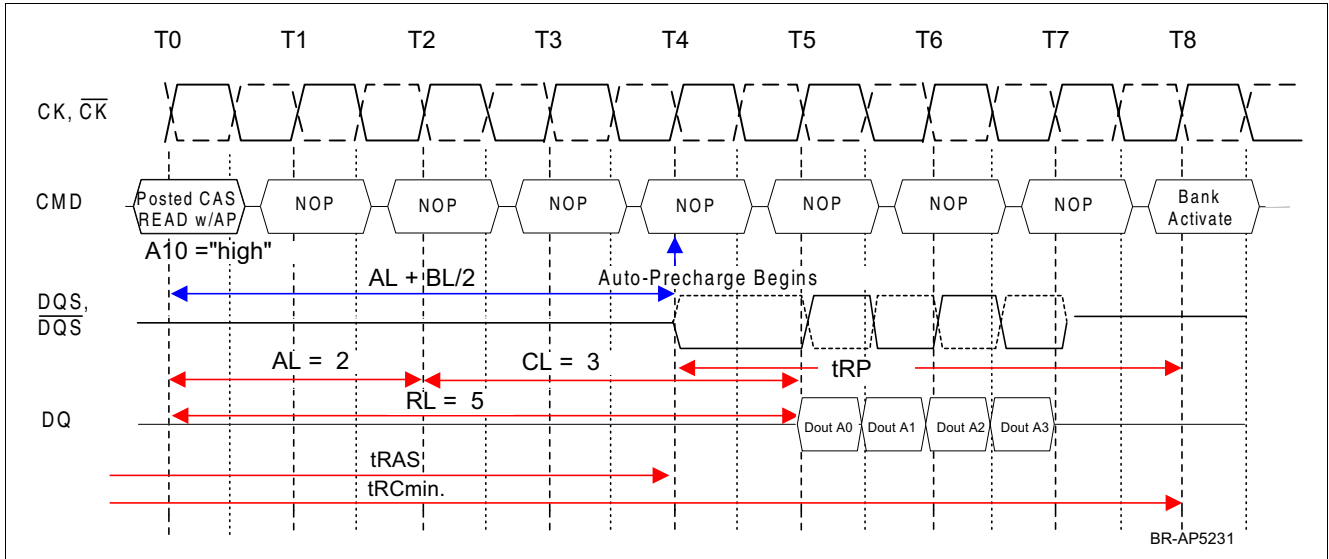 T0 T1 T2 T3 T4 T5 T6 T7 T8
CK, CK
CMD
Posted CAS
READ w/AP
NOP NOP NOP NOP NOP NOP NOP
Bank
Activate
A10 ="high"
AL + BL/2
Auto-Precharge Begins
DQS,
DQS
AL = 2
CL = 3
tRP
RL = 5
DQ
Dout A0 Dout A1 Dout A2 Dout A3
tRAS
tRCmin.
BR-AP5231